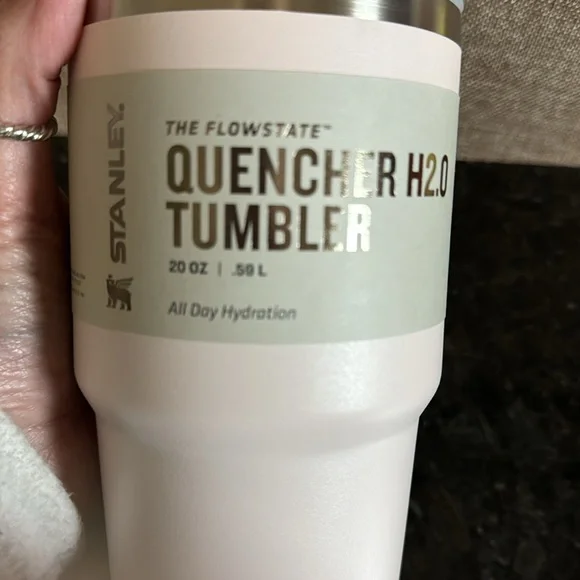 STANLEY.
THE FLOWSTATE™
QUENCHER H2.0
TUMBLER
20 OZ | .59 L
All Day Hydration